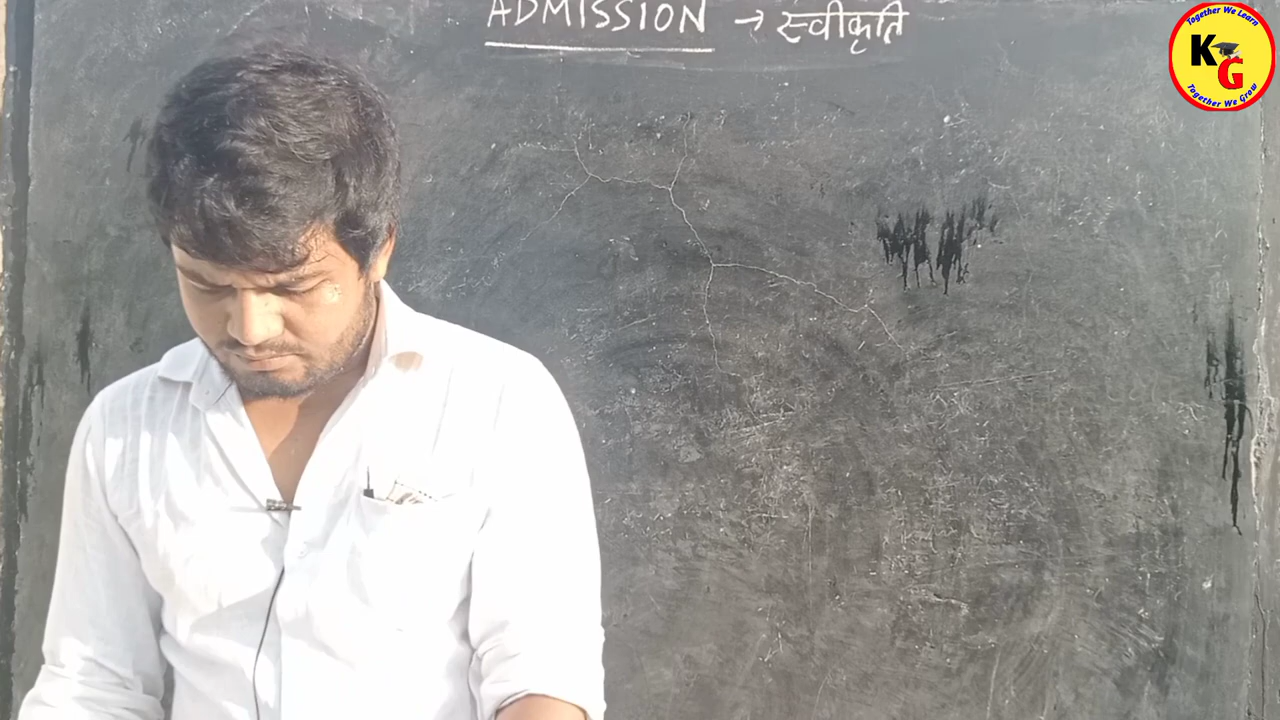 ADMISSION → स्वीकृति
Together We Learn
KG
Together We Grow